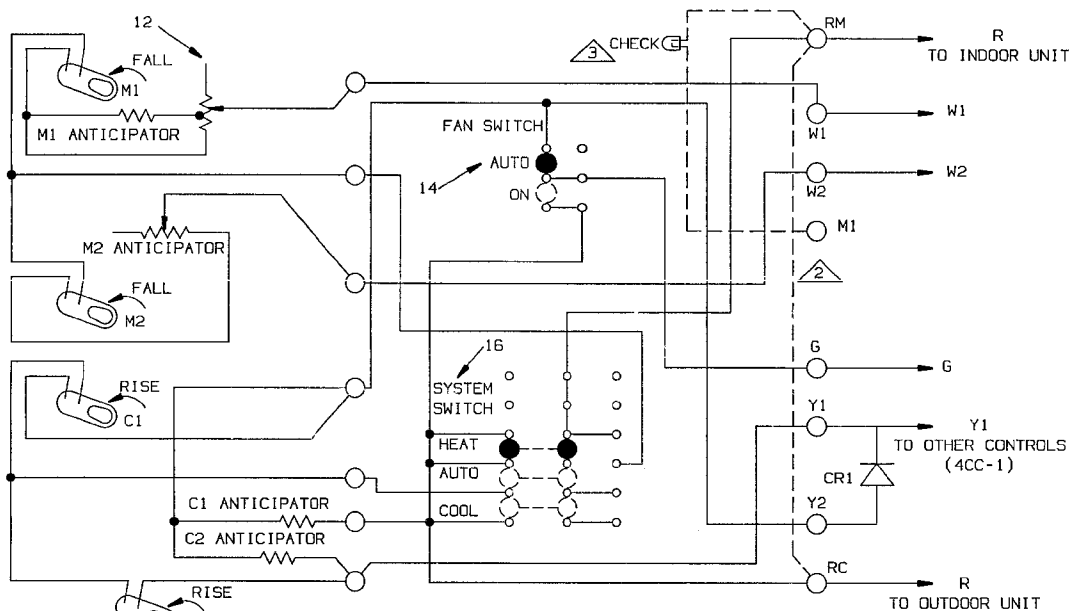 12
FALL
M1
M1 ANTICIPATOR
3
CHECK
RM
R
TO INDOOR UNIT
FAN SWITCH
AUTO
14
ON
W1
W1
W2
W2
M1
2
M2 ANTICIPATOR
FALL
M2
16
G
G
RISE
C1
SYSTEM
SWITCH
HEAT
AUTO
COOL
Y1
Y1
TO OTHER CONTROLS
(4CC-1)
CR1
Y2
C1 ANTICIPATOR
C2 ANTICIPATOR
RISE
RC
R
TO OUTDOOR UNIT